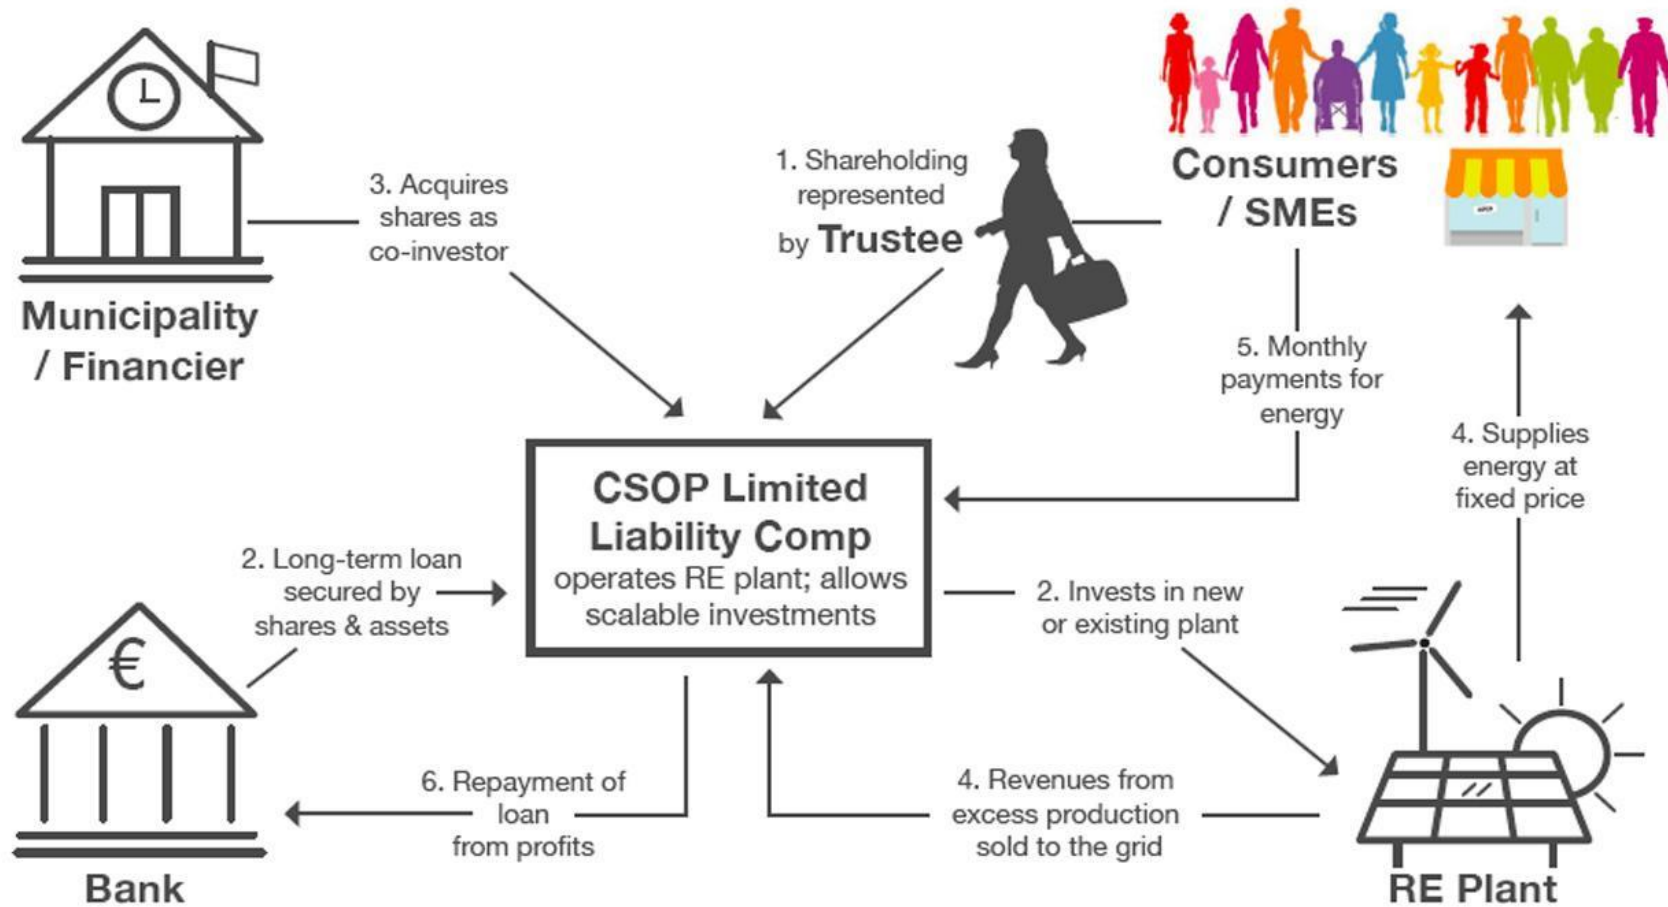 3. Acquires
shares as
co-investor
Municipality
/ Financier
1. Shareholding
represented
by Trustee
Consumers
/ SMEs
OPEN
5. Monthly
payments for
energy
4. Supplies
energy at
fixed price
CSOP Limited
Liability Comp
operates RE plant; allows
scalable investments
2. Long-term loan
secured by
shares & assets
€
Bank
2. Invests in new
or existing plant
6. Repayment of
loan
from profits
4. Revenues from
excess production
sold to the grid
RE Plant